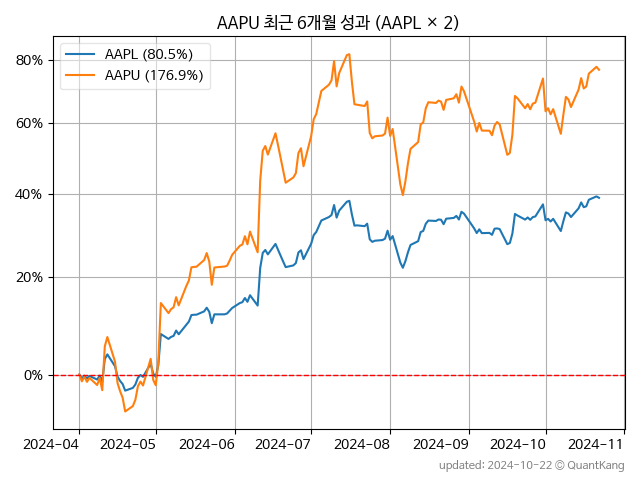 AAPU 최근 6개월 성과 (AAPL × 2)
AAPL (80.5%)
AAPU (176.9%)
80%
60%
40%
20%
0%
2024-04 2024-05 2024-06 2024-07 2024-08 2024-09 2024-10 2024-11
updated: 2024-10-22 © QuantKang